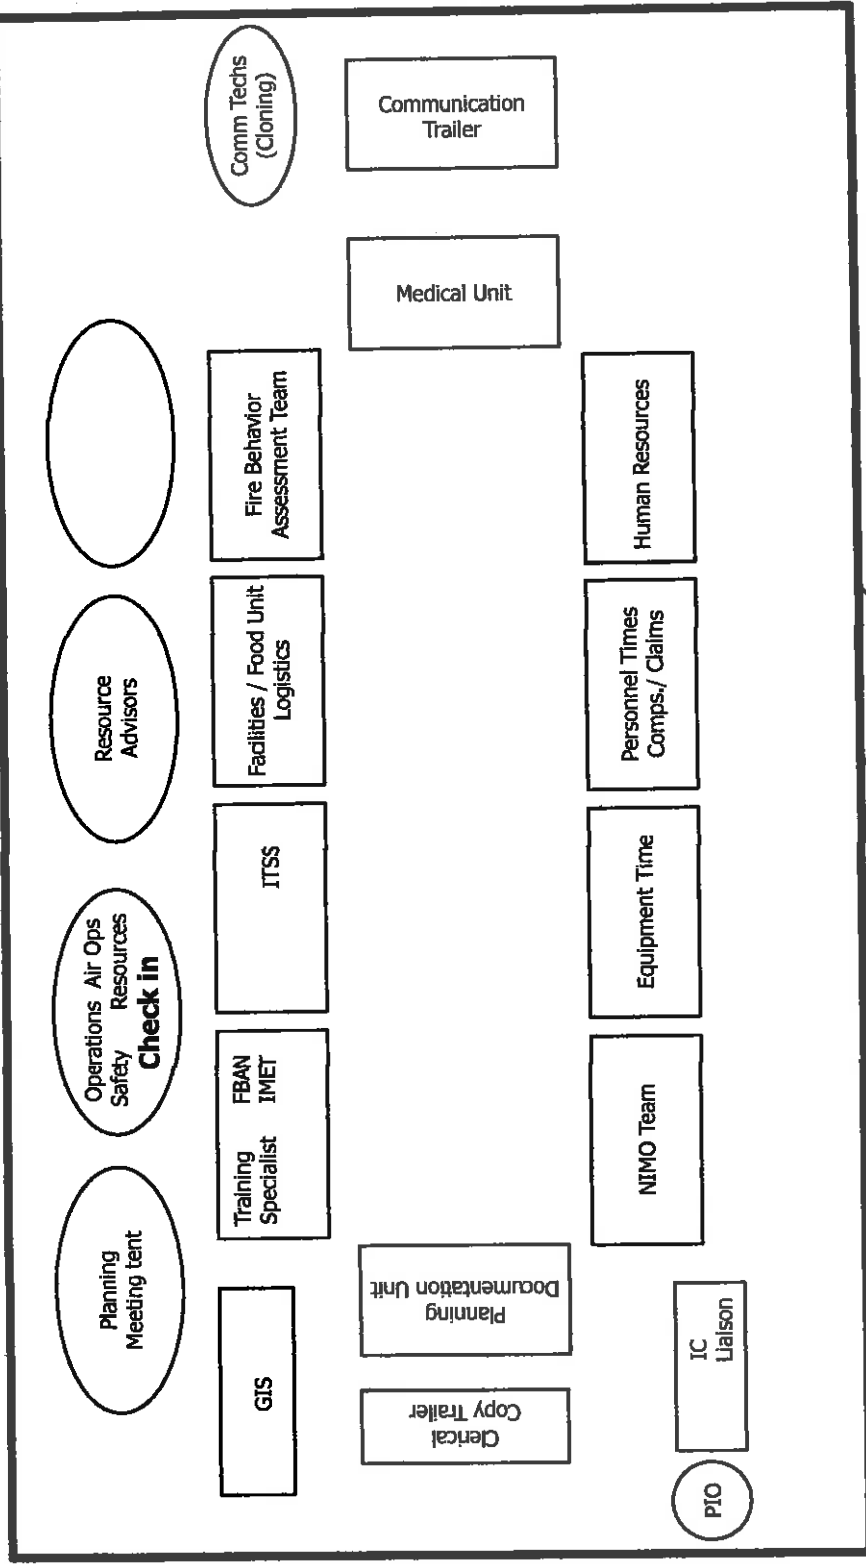 Comm Techs
(Cloning)
Communication
Trailer
Medical Unit
Fire Behavior
Assessment Team
Human Resources
Resource
Advisors
Facilities / Food Unit
Logistics
Personnel Times
Comps./ Claims
Operations Air Ops
Safety Resources
Check in
ITSS
Equipment Time
Planning
Meeting tent
Training FBAN
Specialist IMET
NIMO Team
Planning
Documentation Unit
GIS
Clerical
Copy Trailer
IC
Liaison
PIO